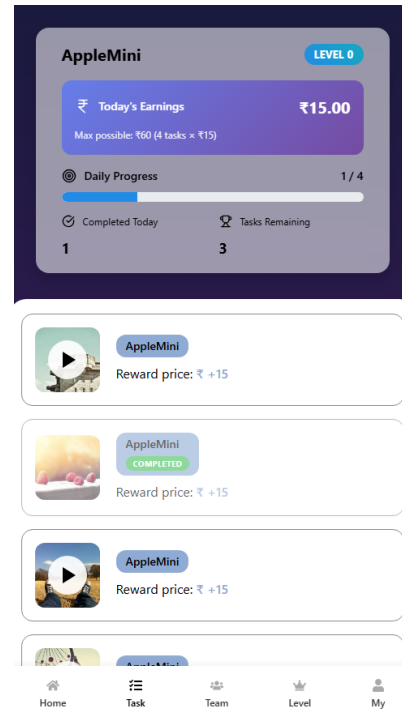 AppleMini
LEVEL 0
₹ Today's Earnings
₹15.00
Max possible: ₹60 (4 tasks × ₹15)
Daily Progress
1 / 4
Completed Today
Tasks Remaining
1
3
AppleMini
Reward price: ₹ +15
AppleMini
COMPLETED
Reward price: ₹ +15
AppleMini
Reward price: ₹ +15
AppleMini
Home
Task
Team
Level
My